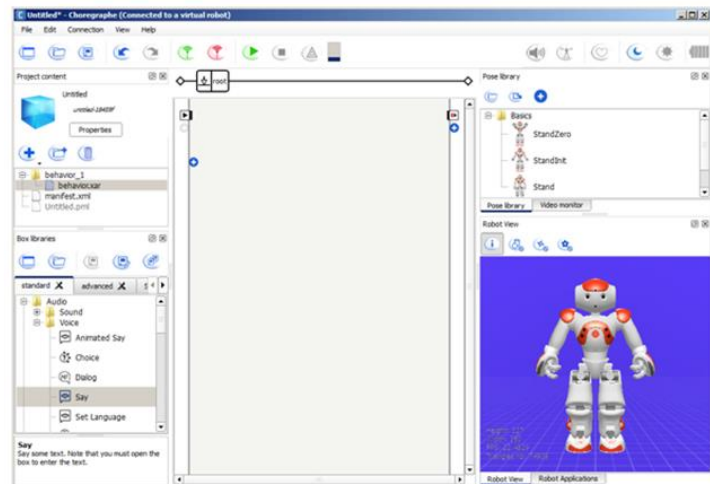 Untitled* - Choregraphe (Connected to a virtual robot)
File Edit Connection View Help
Project content
Untitled
Properties
behavior_1
behavior.xar
manifest.xml
Untitled.pml
Box libraries
standard advanced
Audio
Sound
Voice
Animated Say
Choice
Dialog
Say
Set Language
Say
Say some text. Note that you must open the
box to enter the text.
root
Pose library
Basics
StandZero
StandInit
Stand
Pose library Video monitor
Robot View
Robot View Robot Applications